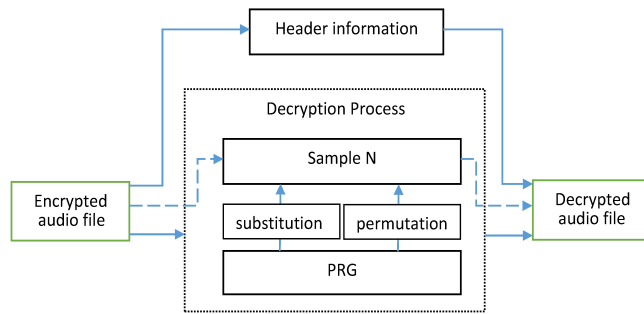 Header information
Decryption Process
Sample N
Encrypted
audio file
substitution
permutation
PRG
Decrypted
audio file